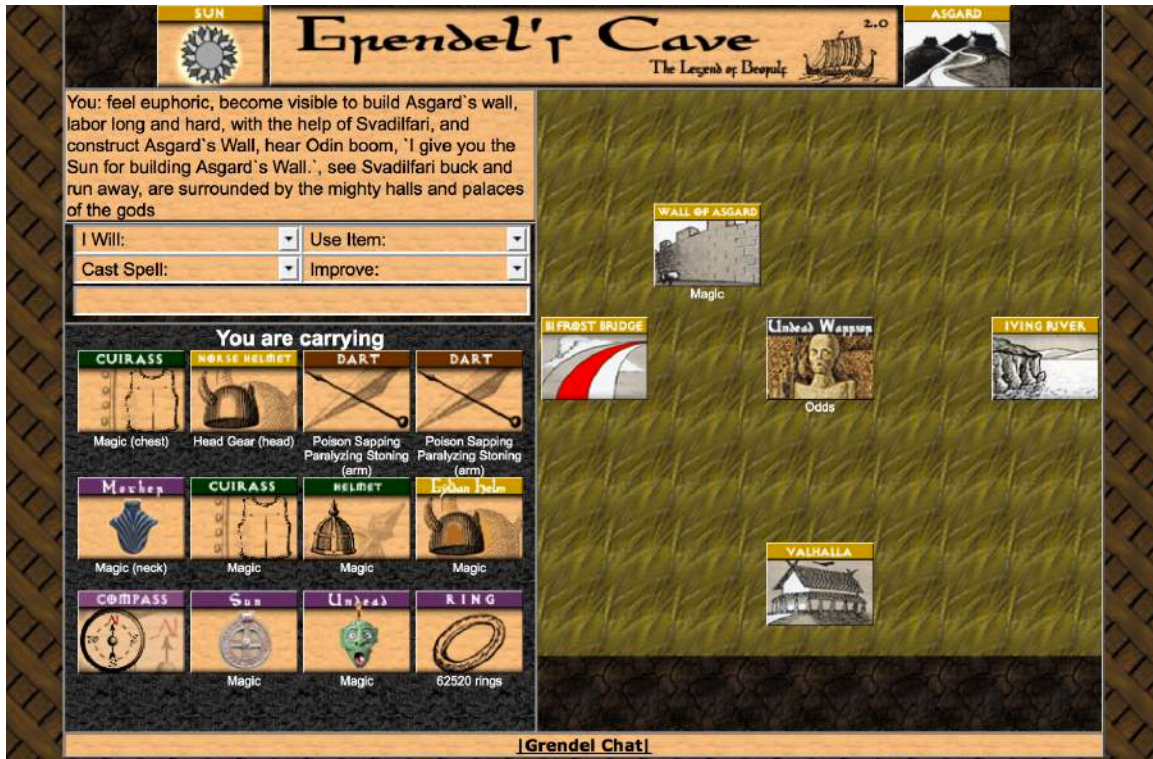 SUN
Grendel's Cave
2.0
The Legend of Beowulf
ASGARD
You: feel euphoric, become visible to build Asgard`s wall,
labor long and hard, with the help of Svadilfari, and
construct Asgard`s Wall, hear Odin boom, `I give you the
Sun for building Asgard`s Wall.`, see Svadilfari buck and
run away, are surrounded by the mighty halls and palaces
of the gods
I Will:
Use Item:
Cast Spell:
Improve:
You are carrying
CUIRASS
NORSE HELMET
DART
DART
Magic (chest)
Head Gear (head)
Poison Sapping
Paralyzing Stoning
(arm)
Poison Sapping
Paralyzing Stoning
(arm)
CUIRASS
HELMET
Magic (neck)
Magic
Magic
Magic
COMPASS
Sun
Undead
RING
Magic
Magic
62520 rings
WALL OF ASGARD
Magic
BIFROST BRIDGE
Undead Warrior
IVING RIVER
Odds
VALHALLA
|Grendel Chat|